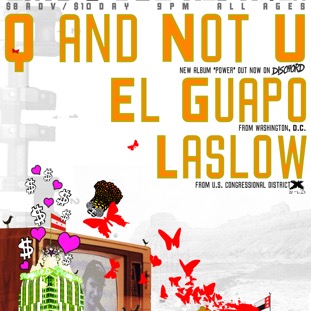 $8 ADV/$10 DAY 9PM ALL AGES
Q AND NOT U
NEW ALBUM "POWER" OUT NOW ON DISCHORD
EL GUAPO
FROM WASHINGTON, D.C.
LASLOW
FROM U.S. CONGRESSIONAL DISTRICT X